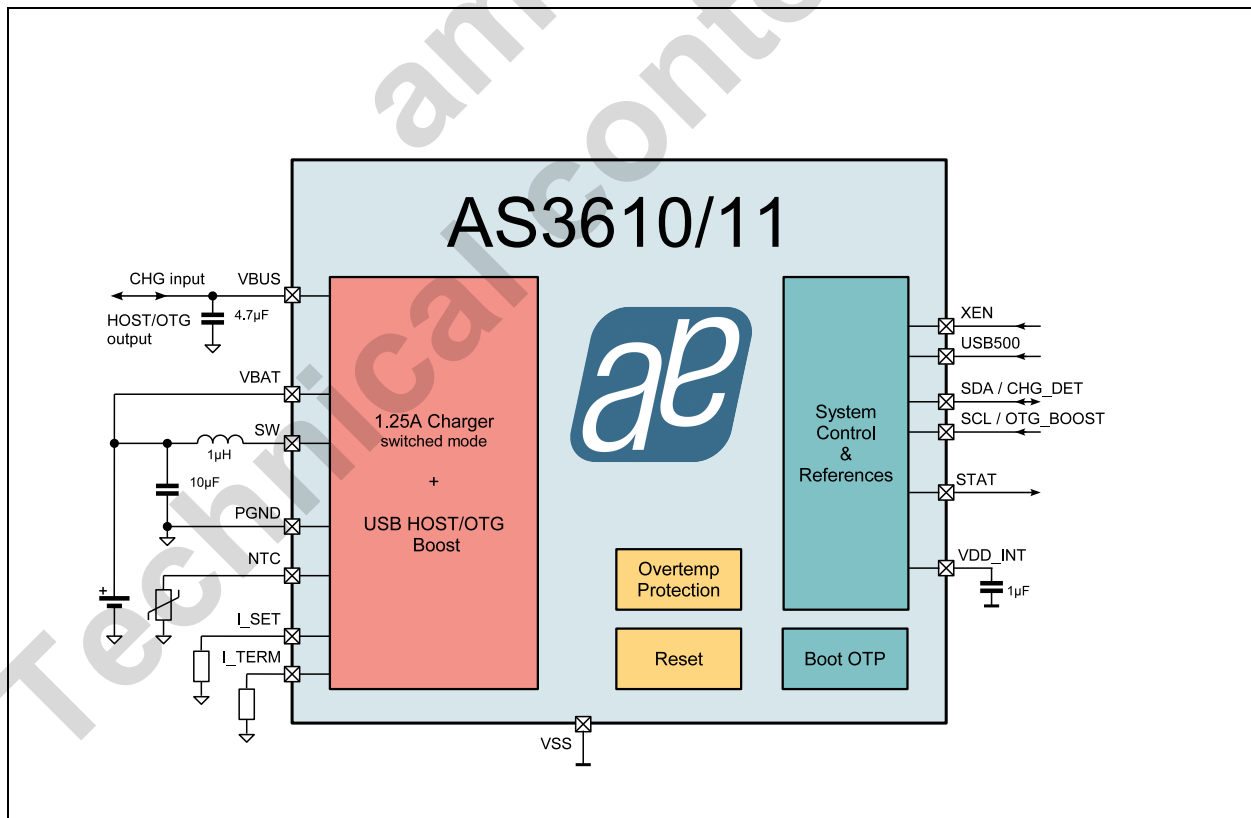 AS3610/11
CHG input
HOST/OTG
output
4.7µF
VBUS
VBAT
SW
1µH
10µF
PGND
NTC
+
I_SET
I_TERM
1.25A Charger
switched mode
+
USB HOST/OTG
Boost
System
Control
&
References
Overtemp
Protection
Reset
Boot OTP
XEN
USB500
SDA / CHG_DET
SCL / OTG_BOOST
STAT
VDD_INT
1µF
VSS
am
Technical conte